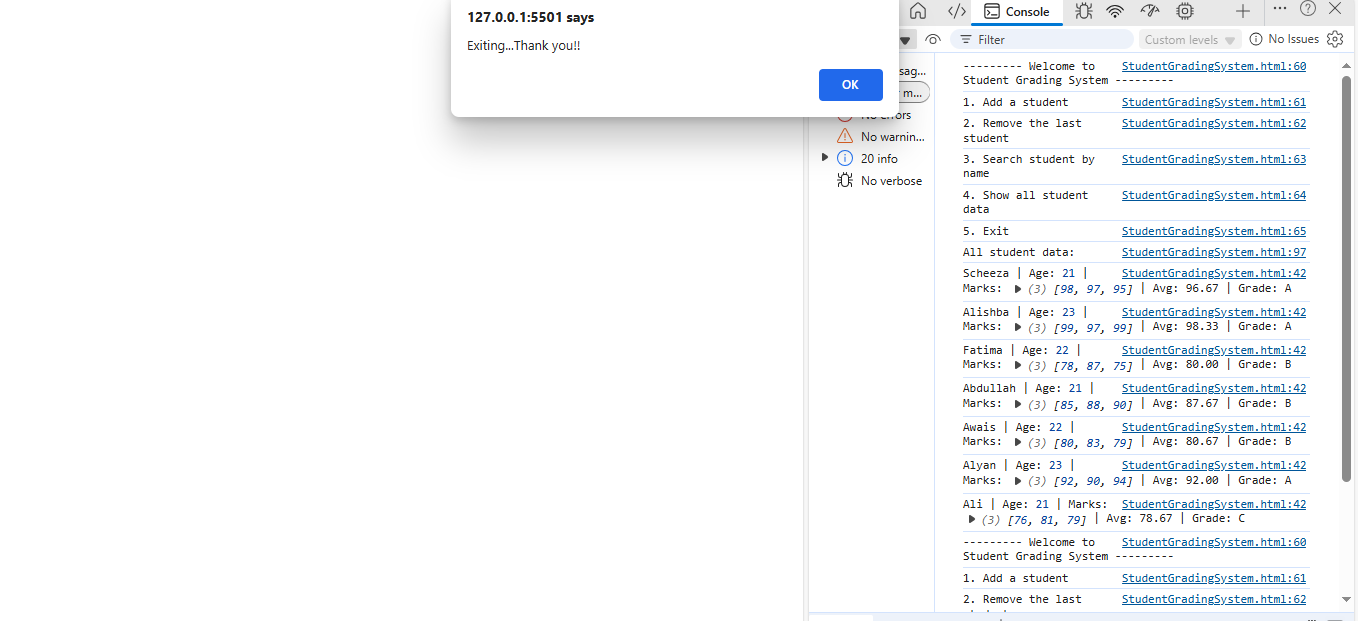 127.0.0.1:5501 says
Exiting...Thank you!!
OK
Console
Filter
Custom levels
No Issues
sag...
m...
No errors
No warnin...
20 info
No verbose
--------- Welcome to StudentGradingSystem.html:60
Student Grading System ---------
1. Add a student StudentGradingSystem.html:61
2. Remove the last StudentGradingSystem.html:62
student
3. Search student by StudentGradingSystem.html:63
name
4. Show all student StudentGradingSystem.html:64
data
5. Exit StudentGradingSystem.html:65
All student data: StudentGradingSystem.html:97
Scheeza | Age: 21 | StudentGradingSystem.html:42
Marks: (3) [98, 97, 95] | Avg: 96.67 | Grade: A
Alishba | Age: 23 | StudentGradingSystem.html:42
Marks: (3) [99, 97, 99] | Avg: 98.33 | Grade: A
Fatima | Age: 22 | StudentGradingSystem.html:42
Marks: (3) [78, 87, 75] | Avg: 80.00 | Grade: B
Abdullah | Age: 21 | StudentGradingSystem.html:42
Marks: (3) [85, 88, 90] | Avg: 87.67 | Grade: B
Awais | Age: 22 | StudentGradingSystem.html:42
Marks: (3) [80, 83, 79] | Avg: 80.67 | Grade: B
Alyan | Age: 23 | StudentGradingSystem.html:42
Marks: (3) [92, 90, 94] | Avg: 92.00 | Grade: A
Ali | Age: 21 | Marks: StudentGradingSystem.html:42
(3) [76, 81, 79] | Avg: 78.67 | Grade: C
--------- Welcome to StudentGradingSystem.html:60
Student Grading System ---------
1. Add a student StudentGradingSystem.html:61
2. Remove the last StudentGradingSystem.html:62